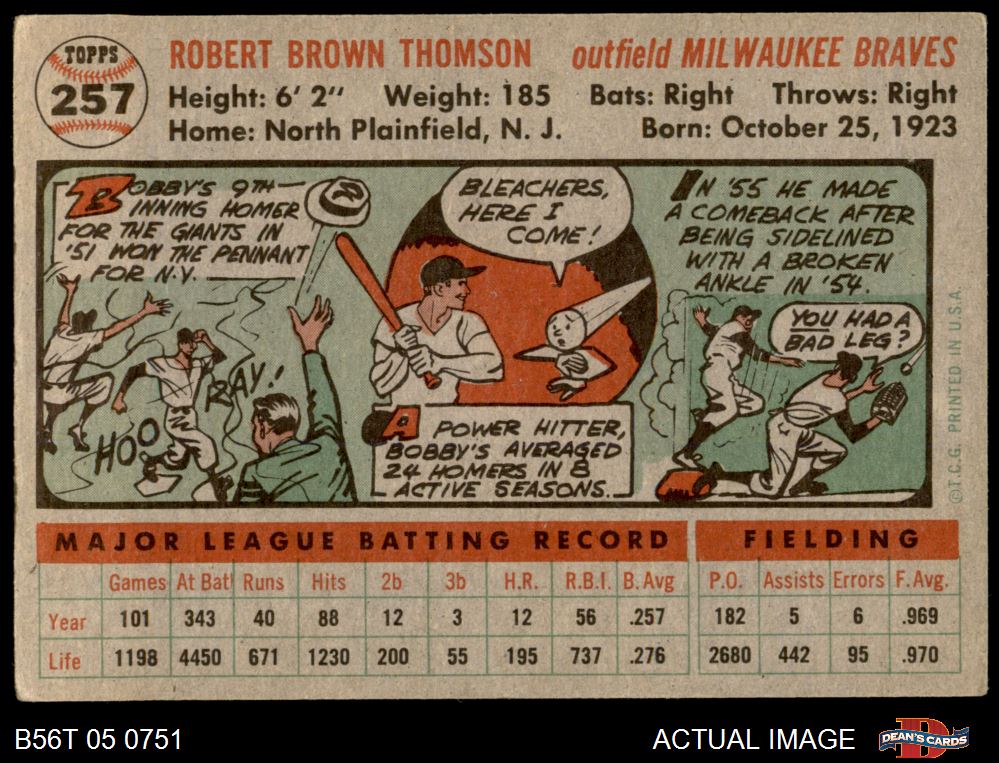 TOPPS
257
ROBERT BROWN THOMSON outfield MILWAUKEE BRAVES
Height: 6' 2" Weight: 185 Bats: Right Throws: Right
Home: North Plainfield, N. J. Born: October 25, 1923
BOBBY'S 9TH
INNING HOMER
FOR THE GIANTS IN
'51 WON THE PENNANT
FOR N.Y.
RAY!
HOO
BLEACHERS,
HERE I
COME!
A POWER HITTER,
BOBBY'S AVERAGED
24 HOMERS IN 8
ACTIVE SEASONS.
IN '55 HE MADE
A COMEBACK AFTER
BEING SIDELINED
WITH A BROKEN
ANKLE IN '54.
YOU HAD A
BAD LEG?
©T.C.G. PRINTED IN U.S.A.
MAJOR LEAGUE BATTING RECORD FIELDING
Games At Bat Runs Hits 2b 3b H.R. R.B.I. B. Avg P.O. Assists Errors F. Avg.
Year 101 343 40 88 12 3 12 56 .257 182 5 6 .969
Life 1198 4450 671 1230 200 55 195 737 .276 2680 442 95 .970
B56T 05 0751 ACTUAL IMAGE DEAN'S CARDS